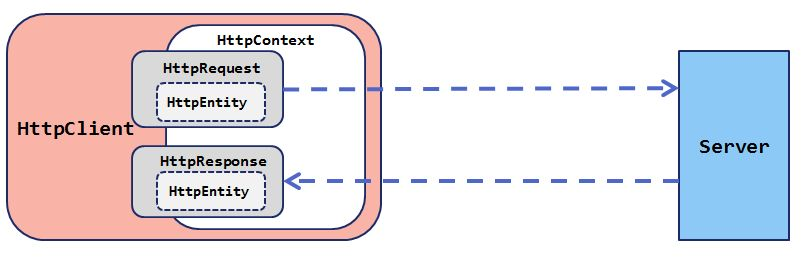 HttpContext
HttpRequest
HttpEntity
HttpClient
HttpResponse
HttpEntity
Server